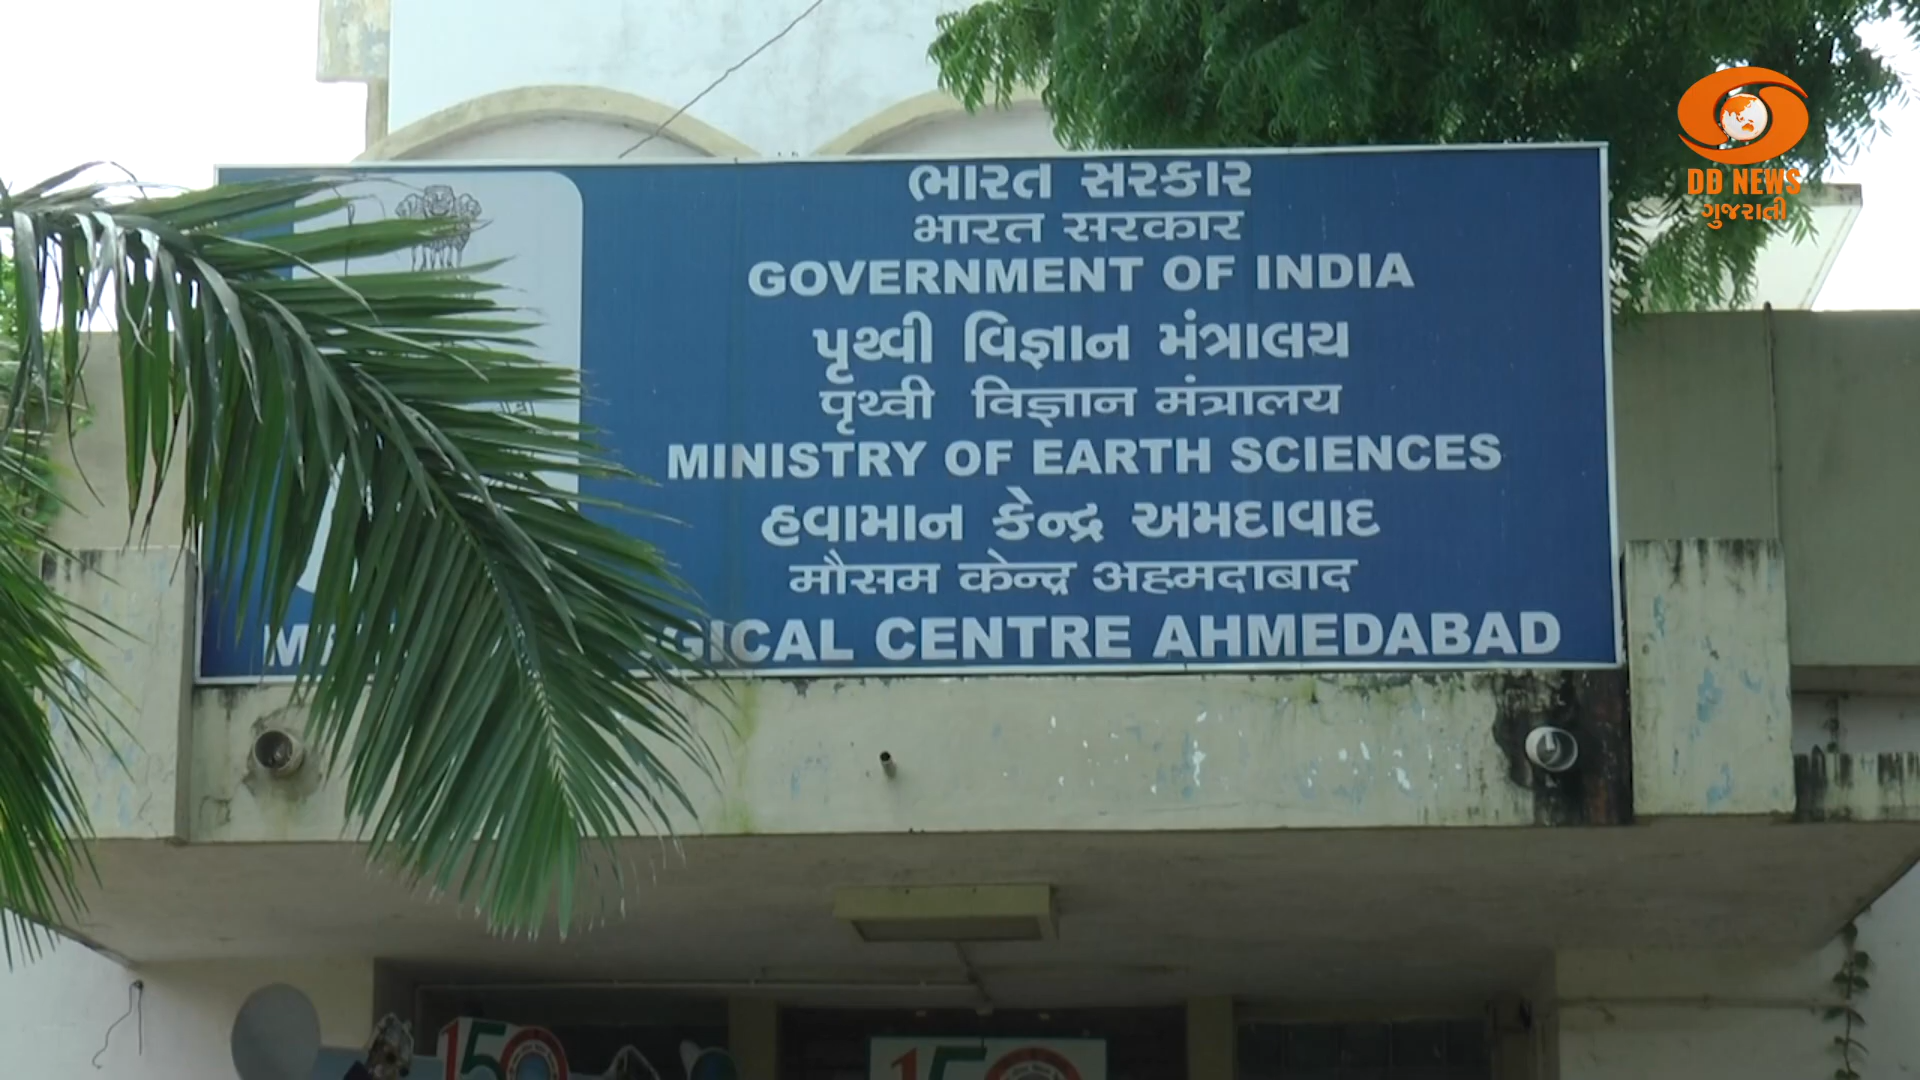 ભારત સરકાર
भारत सरकार
GOVERNMENT OF INDIA
પૃથ્વી વિજ્ઞાન મંત્રાલય
पृथ्वी विज्ञान मंत्रालय
MINISTRY OF EARTH SCIENCES
હવામાન કેન્દ્ર અમદાવાદ
मौसम केन्द्र अहमदाबाद
CENTRE AHMEDABAD
DD NEWS
ગુજરાતી
150
150